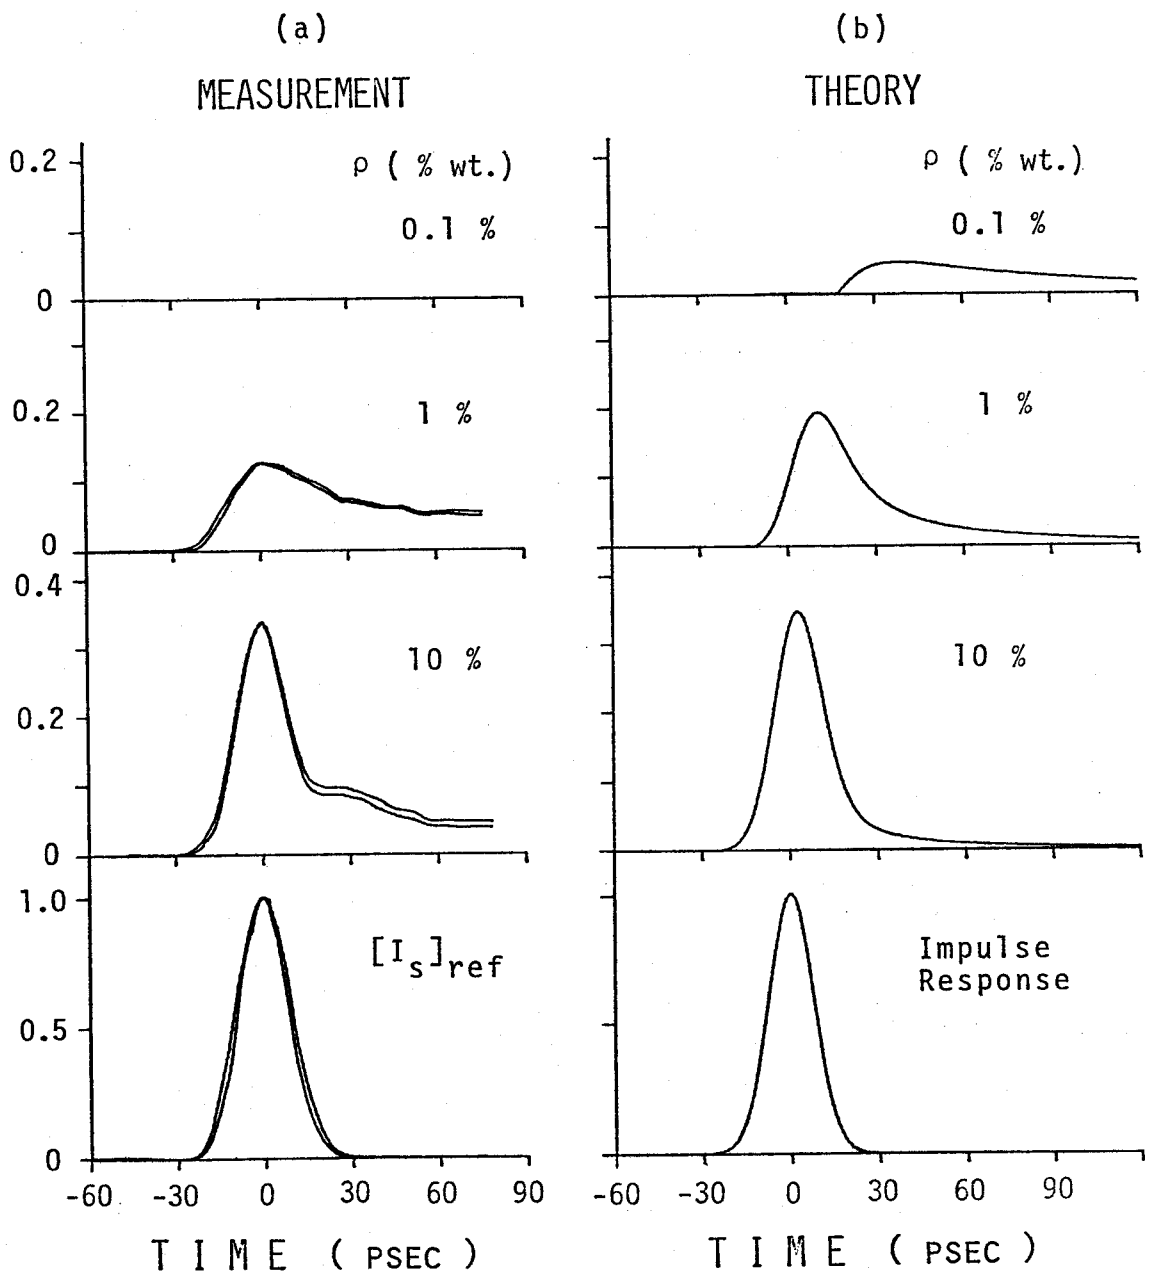 (a)
MEASUREMENT
0.2
ρ ( % wt.)
0.1 %
0
0.2
1 %
0
0.4
10 %
0.2
0
1.0
[Is]ref
0.5
0
-60 -30 0 30 60 90
TIME (PSEC)
(b)
THEORY
ρ ( % wt.)
0.1 %
1 %
10 %
Impulse
Response
-60 -30 0 30 60 90
TIME (PSEC)